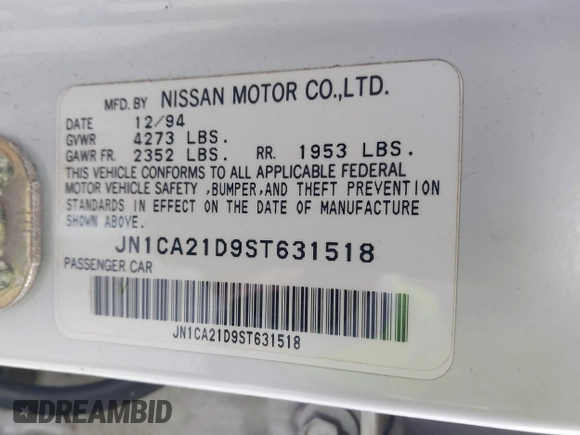 MFD. BY NISSAN MOTOR CO.,LTD.
DATE 12/94
GVWR 4273 LBS.
GAWR FR. 2352 LBS. RR. 1953 LBS.
THIS VEHICLE CONFORMS TO ALL APPLICABLE FEDERAL
MOTOR VEHICLE SAFETY ,BUMPER,AND THEFT PREVENTION
STANDARDS IN EFFECT ON THE DATE OF MANUFACTURE
SHOWN ABOVE.
JN1CA21D9ST631518
PASSENGER CAR
JN1CA21D9ST631518
DREAMBID